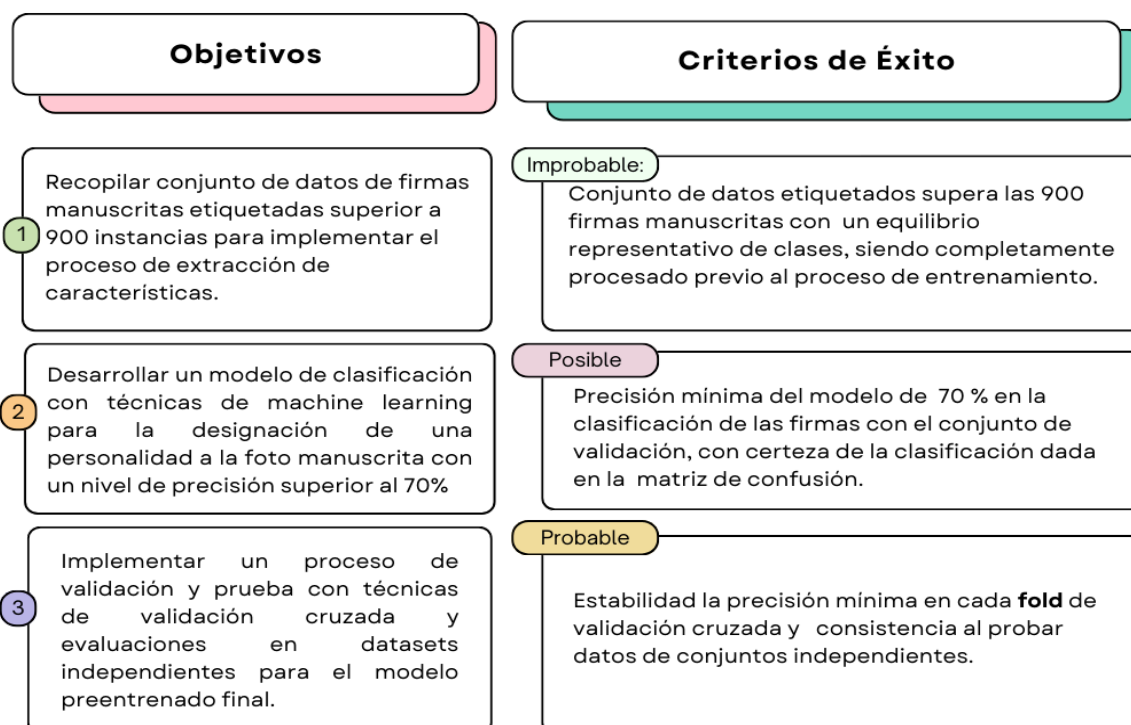 Objetivos
Criterios de Éxito
1
Recopilar conjunto de datos de firmas
manuscritas etiquetadas superior a
900 instancias para implementar el
proceso de extracción de
características.
Improbable:
Conjunto de datos etiquetados supera las 900
firmas manuscritas con un equilibrio
representativo de clases, siendo completamente
procesado previo al proceso de entrenamiento.
2
Desarrollar un modelo de clasificación
con técnicas de machine learning
para la designación de una
personalidad a la foto manuscrita con
un nivel de precisión superior al 70%
Posible
Precisión mínima del modelo de 70 % en la
clasificación de las firmas con el conjunto de
validación, con certeza de la clasificación dada
en la matriz de confusión.
3
Implementar un proceso de
validación y prueba con técnicas
de validación cruzada y
evaluaciones en datasets
independientes para el modelo
preentrenado final.
Probable
Estabilidad la precisión mínima en cada fold de
validación cruzada y consistencia al probar
datos de conjuntos independientes.